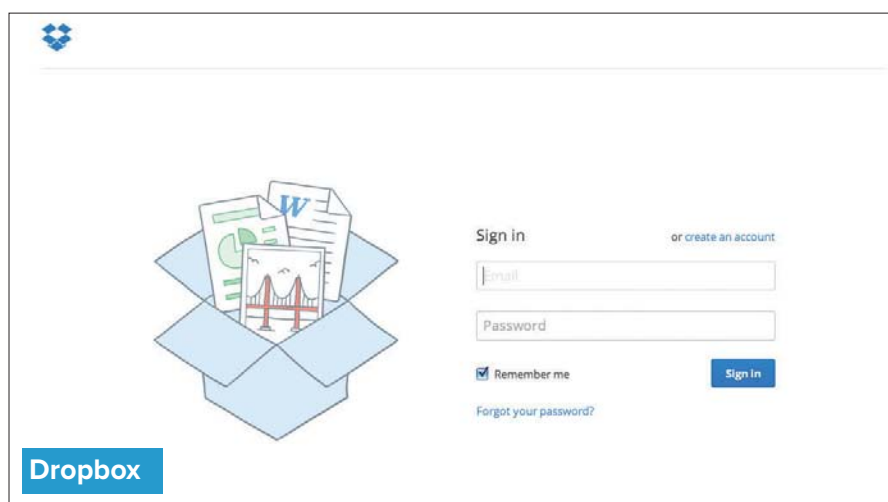 W
Sign in
or create an account
Email
Password
Remember me
Sign in
Forgot your password?
Dropbox